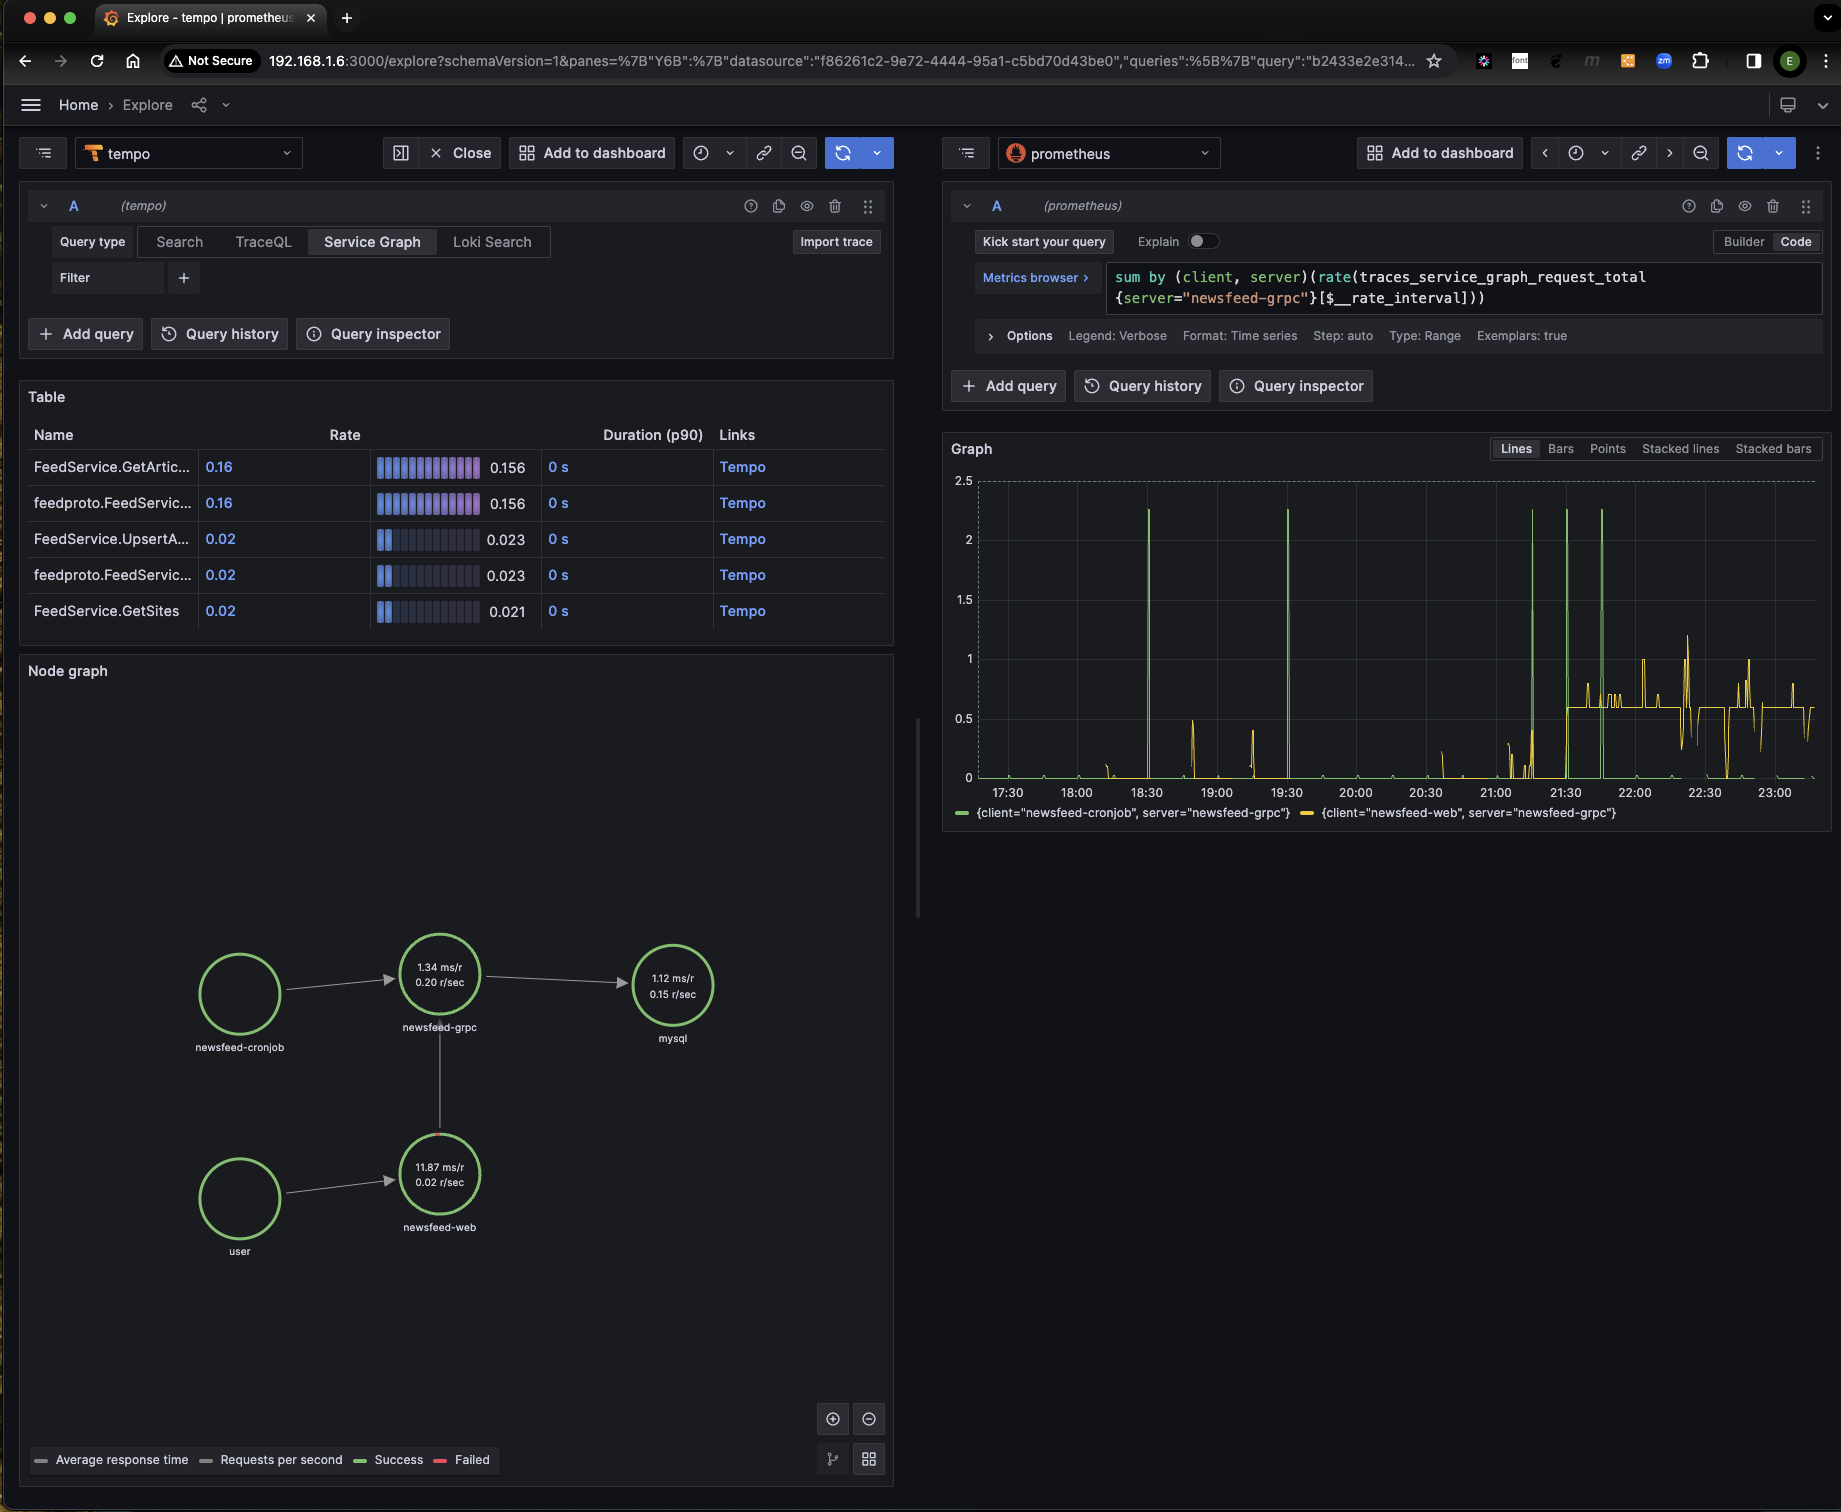 Explore - tempo | prometheus
Not Secure
192.168.1.6:3000/explore?schemaVersion=1&panes=%7B"Y6B":%7B"datasource":"f86261c2-9e72-4444-95a1-c5bd70d43be0","queries":%5B%7B"query":"b2433e2e314...
font
m
zm
E
Home › Explore
tempo
Close
Add to dashboard
A (tempo)
Query type Search TraceQL Service Graph Loki Search Import trace
Filter +
+ Add query Query history Query inspector
Table
Name Rate Duration (p90) Links
FeedService.GetArtic... 0.16 0.156 0 s Tempo
feedproto.FeedServic... 0.16 0.156 0 s Tempo
FeedService.UpsertA... 0.02 0.023 0 s Tempo
feedproto.FeedServic... 0.02 0.023 0 s Tempo
FeedService.GetSites 0.02 0.021 0 s Tempo
Node graph
newsfeed-cronjob
1.34 ms/r
0.20 r/sec
newsfeed-grpc
1.12 ms/r
0.15 r/sec
mysql
user
11.87 ms/r
0.02 r/sec
newsfeed-web
Average response time Requests per second Success Failed
prometheus
Add to dashboard
A (prometheus)
Kick start your query Explain Builder Code
Metrics browser >
sum by (client, server)(rate(traces_service_graph_request_total
{server="newsfeed-grpc"}[$__rate_interval]))
Options Legend: Verbose Format: Time series Step: auto Type: Range Exemplars: true
+ Add query Query history Query inspector
Graph Lines Bars Points Stacked lines Stacked bars
2.5
2
1.5
1
0.5
0
17:30 18:00 18:30 19:00 19:30 20:00 20:30 21:00 21:30 22:00 22:30 23:00
{client="newsfeed-cronjob", server="newsfeed-grpc"} {client="newsfeed-web", server="newsfeed-grpc"}